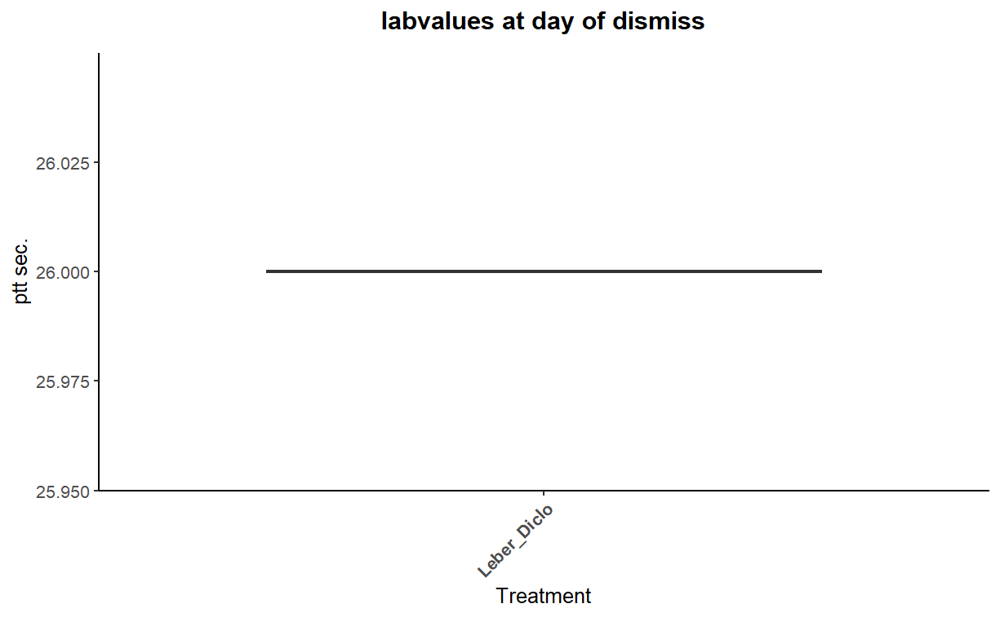 labvalues at day of dismiss
ptt sec.
26.025
26.000
25.975
25.950
Leber_Diclo
Treatment